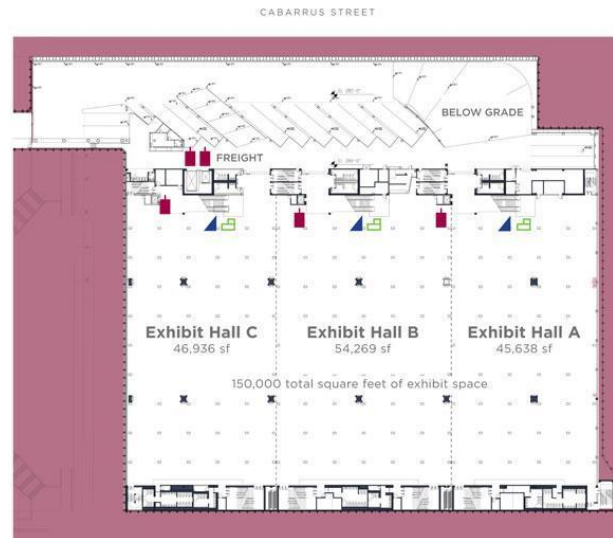 CABARRUS STREET
BELOW GRADE
FREIGHT
Exhibit Hall C
46,936 sf
Exhibit Hall B
54,269 sf
Exhibit Hall A
45,638 sf
150,000 total square feet of exhibit space